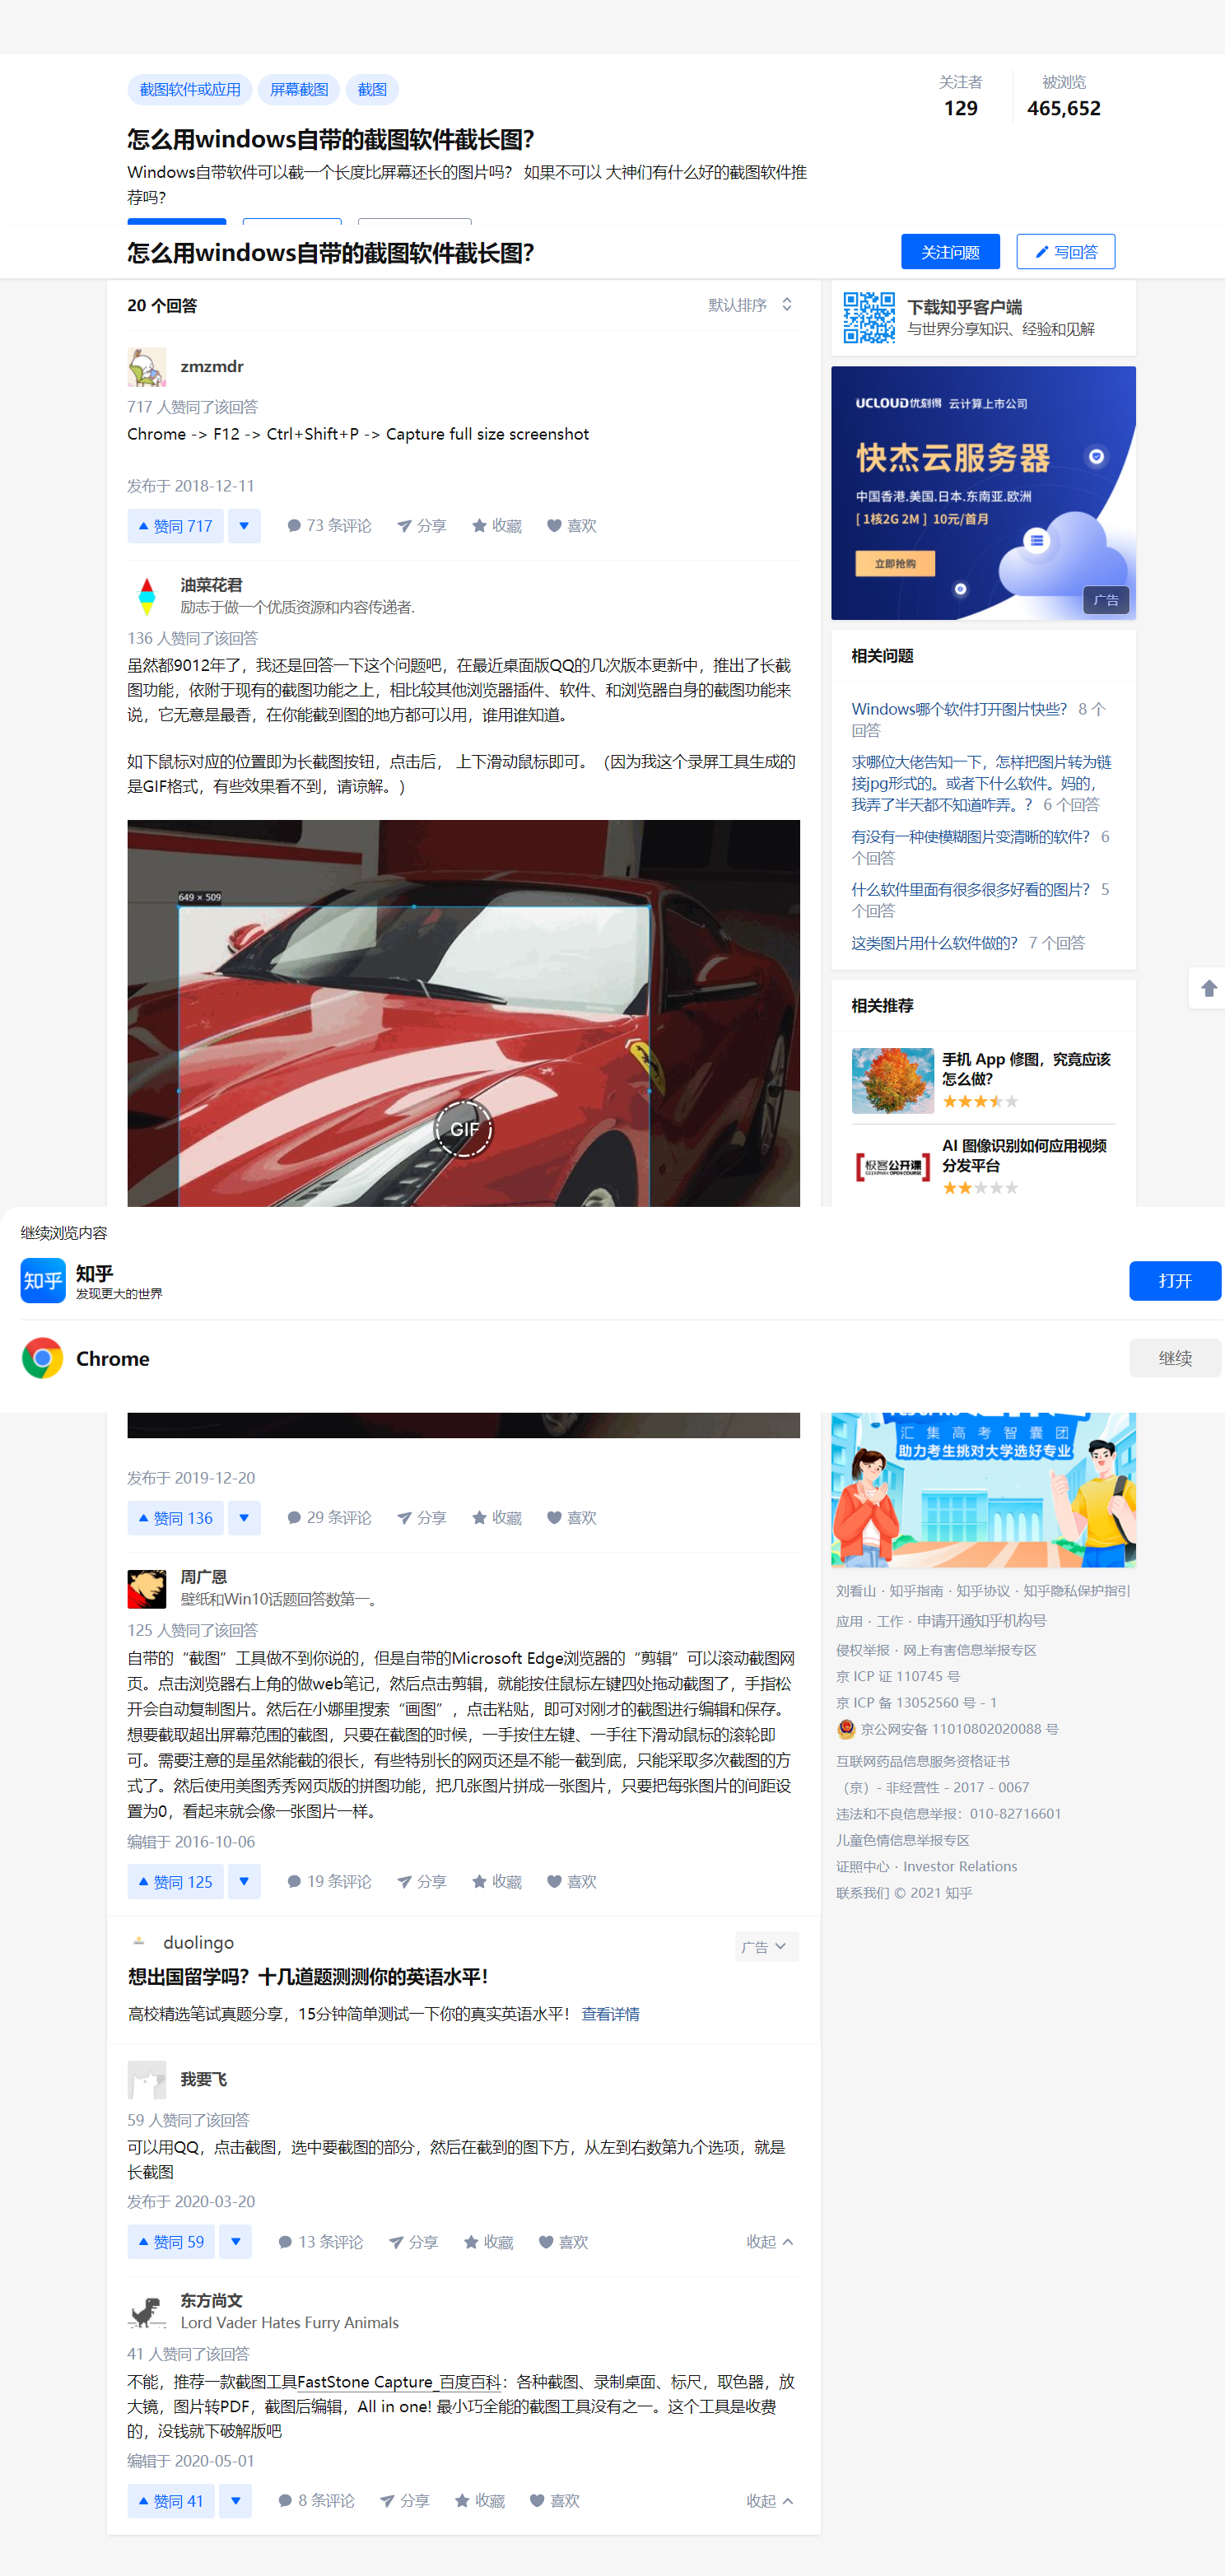 截图软件或应用 屏幕截图 截图
关注者
129
被浏览
465,652
怎么用windows自带的截图软件截长图?
Windows自带软件可以截一个长度比屏幕还长的图片吗? 如果不可以 大神们有什么好的截图软件推
荐吗?
怎么用windows自带的截图软件截长图?
关注问题
写回答
20 个回答
默认排序
zmzmdr
717 人赞同了该回答
Chrome -> F12 -> Ctrl+Shift+P -> Capture full size screenshot
发布于 2018-12-11
赞同 717
73 条评论 分享 收藏 喜欢
油菜花君
励志于做一个优质资源和内容传递者.
136 人赞同了该回答
虽然都9012年了，我还是回答一下这个问题吧，在最近桌面版QQ的几次版本更新中，推出了长截
图功能，依附于现有的截图功能之上，相比较其他浏览器插件、软件、和浏览器自身的截图功能来
说，它无意是最香，在你能截到图的地方都可以用，谁用谁知道。
如下鼠标对应的位置即为长截图按钮，点击后， 上下滑动鼠标即可。（因为我这个录屏工具生成的
是GIF格式，有些效果看不到，请谅解。）
649 × 509
GIF
下载知乎客户端
与世界分享知识、经验和见解
UCLOUD优刻得 云计算上市公司
快杰云服务器
中国香港.美国.日本.东南亚.欧洲
[ 1核2G 2M ] 10元/首月
立即抢购
广告
相关问题
Windows哪个软件打开图片快些? 8 个
回答
求哪位大佬告知一下，怎样把图片转为链
接jpg形式的。或者下什么软件。妈的，
我弄了半天都不知道咋弄。? 6 个回答
有没有一种使模糊图片变清晰的软件? 6
个回答
什么软件里面有很多很多好看的图片? 5
个回答
这类图片用什么软件做的? 7 个回答
相关推荐
手机 App 修图，究竟应该
怎么做?
极客公开课
GEEKPARK OPEN COURSE
AI 图像识别如何应用视频
分发平台
继续浏览内容
知乎
知乎
发现更大的世界
打开
Chrome
继续
发布于 2019-12-20
赞同 136
29 条评论 分享 收藏 喜欢
周广恩
壁纸和Win10话题回答数第一。
125 人赞同了该回答
自带的“截图”工具做不到你说的，但是自带的Microsoft Edge浏览器的“剪辑”可以滚动截图网
页。点击浏览器右上角的做web笔记，然后点击剪辑，就能按住鼠标左键四处拖动截图了，手指松
开会自动复制图片。然后在小娜里搜索“画图”，点击粘贴，即可对刚才的截图进行编辑和保存。
想要截取超出屏幕范围的截图，只要在截图的时候，一手按住左键、一手往下滑动鼠标的滚轮即
可。需要注意的是虽然能截的很长，有些特别长的网页还是不能一截到底，只能采取多次截图的方
式了。然后使用美图秀秀网页版的拼图功能，把几张图片拼成一张图片，只要把每张图片的间距设
置为0，看起来就会像一张图片一样。
编辑于 2016-10-06
赞同 125
19 条评论 分享 收藏 喜欢
汇集高考智囊团
助力考生挑对大学选好专业
刘看山 · 知乎指南 · 知乎协议 · 知乎隐私保护指引
应用 · 工作 · 申请开通知乎机构号
侵权举报 · 网上有害信息举报专区
京 ICP 证 110745 号
京 ICP 备 13052560 号 - 1
京公网安备 11010802020088 号
互联网药品信息服务资格证书
（京）- 非经营性 - 2017 - 0067
违法和不良信息举报：010-82716601
儿童色情信息举报专区
证照中心 · Investor Relations
联系我们 © 2021 知乎
duolingo
广告
想出国留学吗？十几道题测测你的英语水平！
高校精选笔试真题分享，15分钟简单测试一下你的真实英语水平！ 查看详情
我要飞
59 人赞同了该回答
可以用QQ，点击截图，选中要截图的部分，然后在截到的图下方，从左到右数第九个选项，就是
长截图
发布于 2020-03-20
赞同 59
13 条评论 分享 收藏 喜欢 收起
东方尚文
Lord Vader Hates Furry Animals
41 人赞同了该回答
不能，推荐一款截图工具FastStone Capture_百度百科：各种截图、录制桌面、标尺，取色器，放
大镜，图片转PDF，截图后编辑，All in one! 最小巧全能的截图工具没有之一。这个工具是收费
的，没钱就下破解版吧
编辑于 2020-05-01
赞同 41
8 条评论 分享 收藏 喜欢 收起